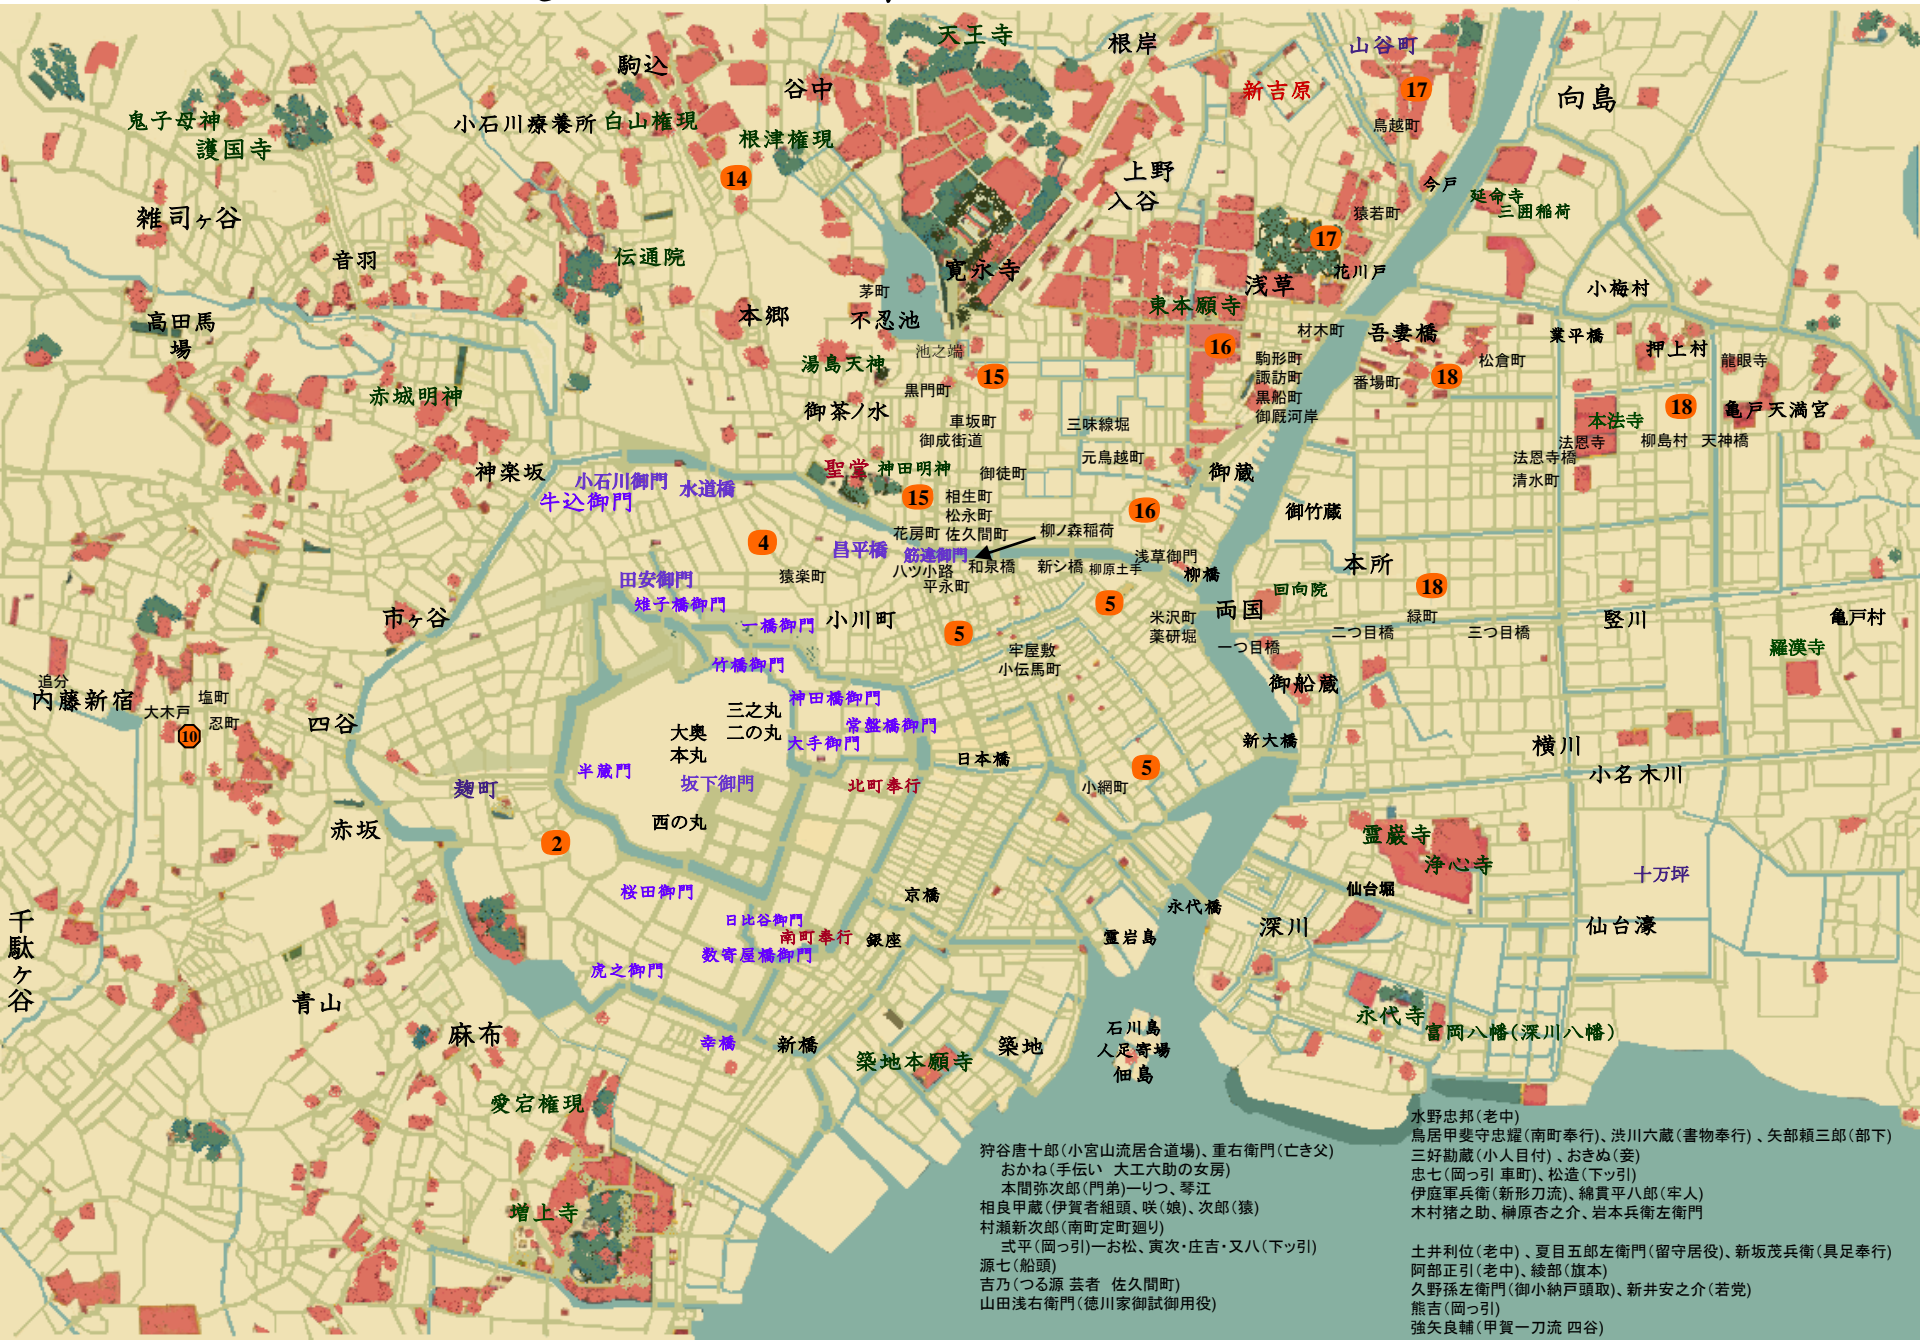 天王寺
根岸
山谷町
駒込
谷中
新吉原
17
向島
鬼子母神
護国寺
小石川療養所
白山権現
根津権現
鳥越町
14
上野
入谷
今戸
延命寺
三囲稲荷
雑司ヶ谷
猿若町
17
音羽
伝通院
寛永寺
花川戸
浅草
茅町
小梅村
東本願寺
本郷
不忍池
高田馬
場
材木町
吾妻橋
業平橋
押上村
池之端
16
湯島天神
駒形町
諏訪町
黒船町
御厩河岸
松倉町
龍眼寺
15
番場町
18
赤城明神
黒門町
御茶ノ水
18
亀戸天満宮
車坂町
三味線堀
本法寺
御成街道
法恩寺
柳島村
天神橋
元鳥越町
法恩寺橋
神楽坂
聖堂
神田明神
御徒町
御蔵
清水町
小石川御門
水道橋
牛込御門
15
相生町
松永町
16
御竹蔵
花房町
佐久間町
柳ノ森稲荷
4
昌平橋
筋違御門
浅草御門
本所
八ツ小路
和泉橋
新シ橋
柳原土手
柳橋
猿楽町
平永町
田安御門
18
回向院
雉子橋御門
5
両国
市ヶ谷
一橋御門
小川町
米沢町
薬研堀
緑町
竪川
亀戸村
5
二つ目橋
三つ目橋
牢屋敷
小伝馬町
一つ目橋
羅漢寺
竹橋御門
追分
内藤新宿
塩町
御船蔵
神田橋御門
大木戸
忍町
三之丸
二の丸
四谷
常盤橋御門
10
大奥
本丸
大手御門
新大橋
横川
日本橋
半蔵門
5
小名木川
坂下御門
北町奉行
小網町
麹町
西の丸
赤坂
霊巌寺
2
浄心寺
十万坪
桜田御門
京橋
仙台堀
永代橋
日比谷御門
深川
仙台濠
千駄ヶ谷
南町奉行
銀座
霊岩島
数寄屋橋御門
虎之御門
青山
永代寺
麻布
石川島
人足寄場
佃島
富岡八幡(深川八幡)
幸橋
新橋
築地
築地本願寺
愛宕権現
増上寺
狩谷唐十郎(小宮山流居合道場)、重右衛門(亡き父)
おかね(手伝い 大工六助の女房)
本間弥次郎(門弟)ーりつ、琴江
相良甲蔵(伊賀者組頭、咲(娘)、次郎(猿)
村瀬新次郎(南町定町廻り)
弐平(岡っ引)ーお松、寅次・庄吉・又八(下ッ引)
源七(船頭)
吉乃(つる源 芸者 佐久間町)
山田浅右衛門(徳川家御試御用役)
水野忠邦(老中)
鳥居甲斐守忠耀(南町奉行)、渋川六蔵(書物奉行)、矢部頼三郎(部下)
三好勘蔵(小人目付)、おきぬ(妾)
忠七(岡っ引 車町)、松造(下ッ引)
伊庭軍兵衛(新形刀流)、綿貫平八郎(牢人)
木村猪之助、榊原杏之介、岩本兵衛左衛門
土井利位(老中)、夏目五郎左衛門(留守居役)、新坂茂兵衛(具足奉行)
阿部正引(老中)、綾部(旗本)
久野孫左衛門(御小納戸頭取)、新井安之介(若党)
熊吉(岡っ引)
強矢良輔(甲賀一刀流 四谷)